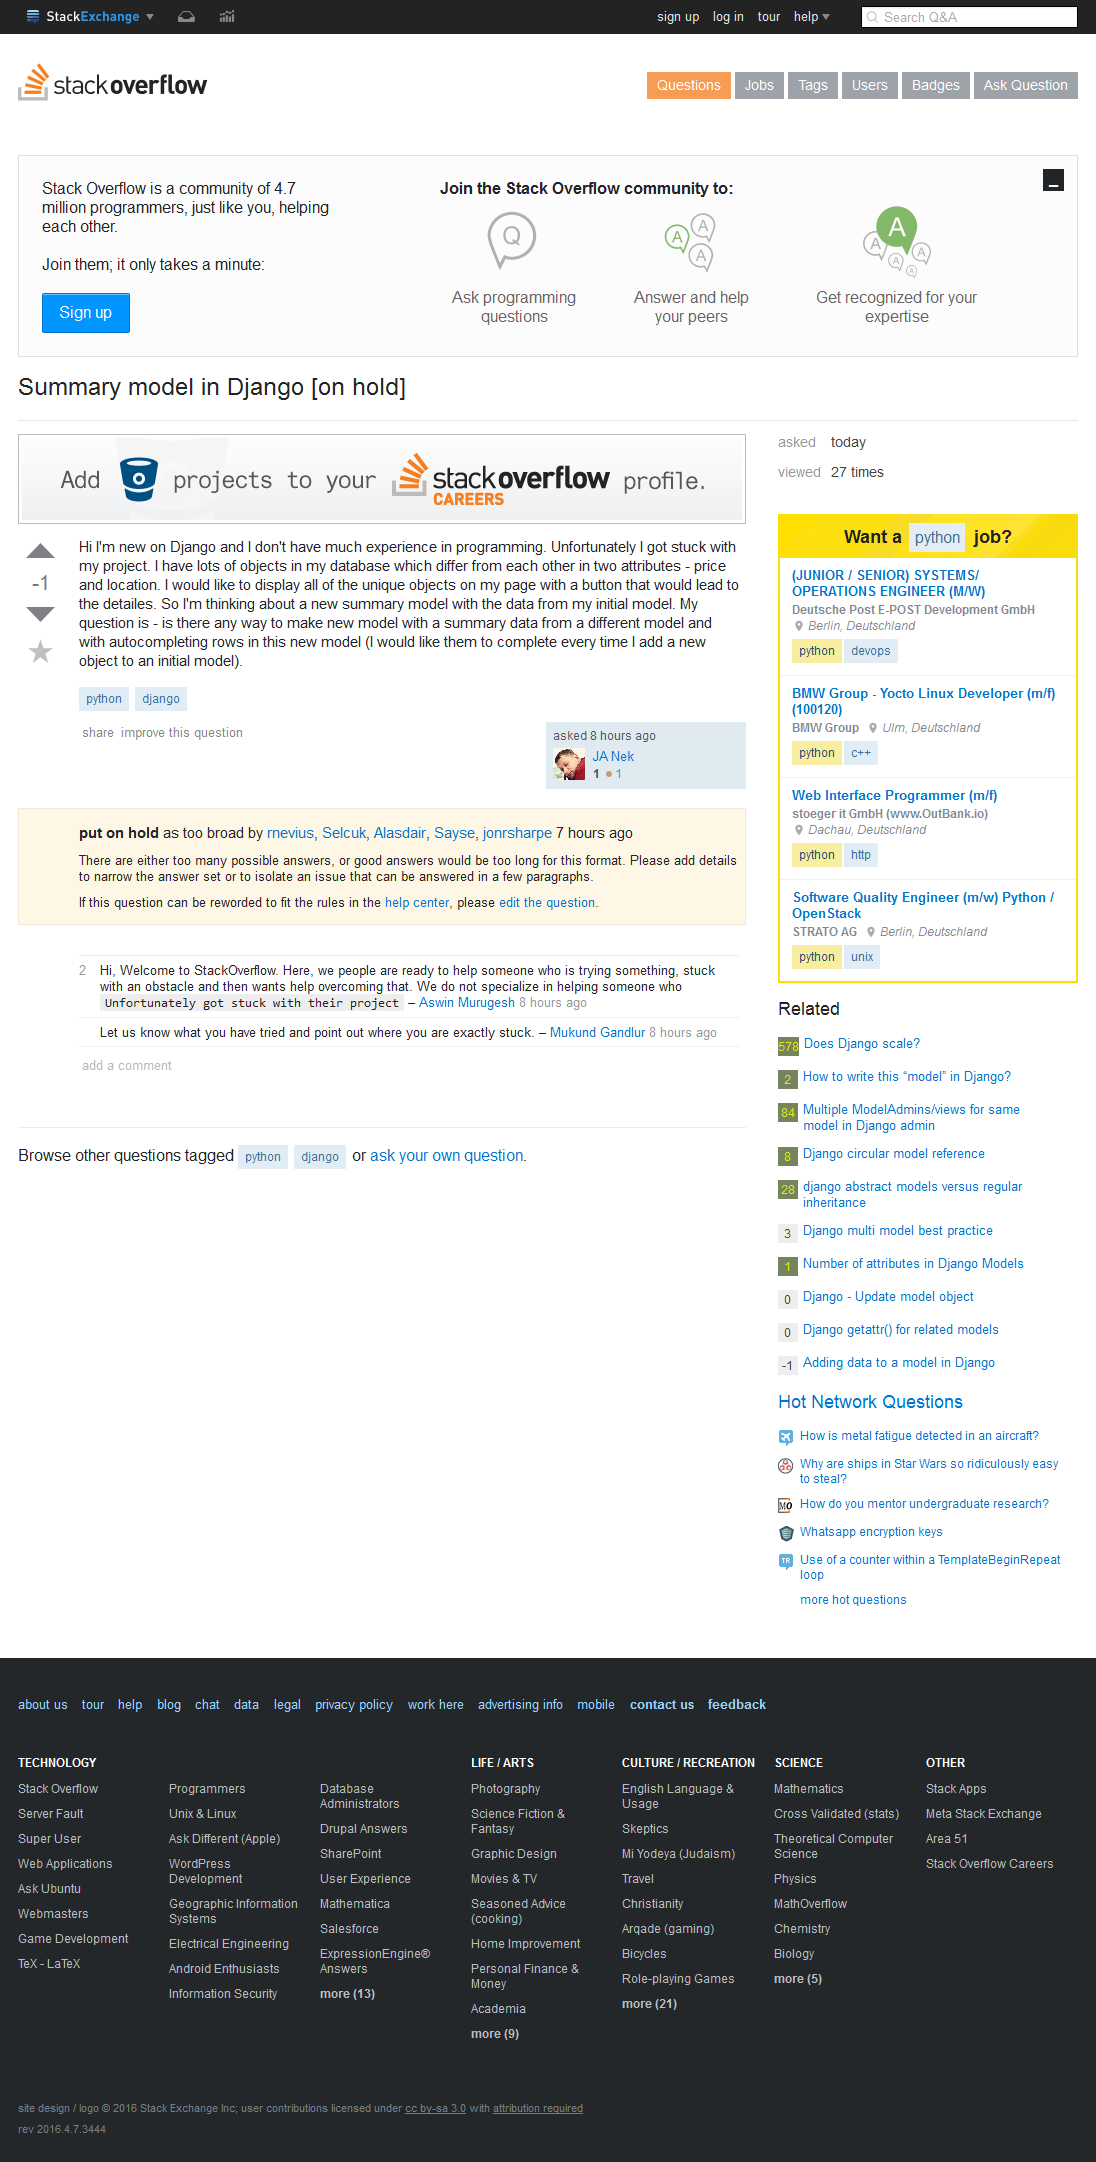 StackExchange
sign up log in tour help
Search Q&A
stackoverflow
Questions Jobs Tags Users Badges Ask Question
Stack Overflow is a community of 4.7
million programmers, just like you, helping
each other.
Join them; it only takes a minute:
Sign up
Join the Stack Overflow community to:
Q
A A A
A A A A A
Ask programming
questions
Answer and help
your peers
Get recognized for your
expertise
Summary model in Django [on hold]
Add projects to your stackoverflow CAREERS profile.
-1
Hi I'm new on Django and I don't have much experience in programming. Unfortunately I got stuck with
my project. I have lots of objects in my database which differ from each other in two attributes - price
and location. I would like to display all of the unique objects on my page with a button that would lead to
the detailes. So I'm thinking about a new summary model with the data from my initial model. My
question is - is there any way to make new model with a summary data from a different model and
with autocompleting rows in this new model (I would like them to complete every time I add a new
object to an initial model).
python django
share improve this question
asked 8 hours ago
JA Nek
1 1
put on hold as too broad by rnevius, Selcuk, Alasdair, Sayse, jonrsharpe 7 hours ago
There are either too many possible answers, or good answers would be too long for this format. Please add details
to narrow the answer set or to isolate an issue that can be answered in a few paragraphs.
If this question can be reworded to fit the rules in the help center, please edit the question.
2 Hi, Welcome to StackOverflow. Here, we people are ready to help someone who is trying something, stuck
with an obstacle and then wants help overcoming that. We do not specialize in helping someone who
Unfortunately got stuck with their project – Aswin Murugesh 8 hours ago
Let us know what you have tried and point out where you are exactly stuck. – Mukund Gandlur 8 hours ago
add a comment
Browse other questions tagged python django or ask your own question.
asked today
viewed 27 times
Want a python job?
(JUNIOR / SENIOR) SYSTEMS/
OPERATIONS ENGINEER (M/W)
Deutsche Post E-POST Development GmbH
Berlin, Deutschland
python devops
BMW Group - Yocto Linux Developer (m/f)
(100120)
BMW Group Ulm, Deutschland
python c++
Web Interface Programmer (m/f)
stoeger it GmbH (www.OutBank.io)
Dachau, Deutschland
python http
Software Quality Engineer (m/w) Python /
OpenStack
STRATO AG Berlin, Deutschland
python unix
Related
578 Does Django scale?
2 How to write this “model” in Django?
84 Multiple ModelAdmins/views for same
model in Django admin
8 Django circular model reference
28 django abstract models versus regular
inheritance
3 Django multi model best practice
1 Number of attributes in Django Models
0 Django - Update model object
0 Django getattr() for related models
-1 Adding data to a model in Django
Hot Network Questions
How is metal fatigue detected in an aircraft?
Why are ships in Star Wars so ridiculously easy
to steal?
MO How do you mentor undergraduate research?
Whatsapp encryption keys
TR Use of a counter within a TemplateBeginRepeat
loop
more hot questions
about us tour help blog chat data legal privacy policy work here advertising info mobile contact us feedback
TECHNOLOGY
Stack Overflow
Server Fault
Super User
Web Applications
Ask Ubuntu
Webmasters
Game Development
TeX - LaTeX
Programmers
Unix & Linux
Ask Different (Apple)
WordPress
Development
Geographic Information
Systems
Electrical Engineering
Android Enthusiasts
Information Security
Database
Administrators
Drupal Answers
SharePoint
User Experience
Mathematica
Salesforce
ExpressionEngine®
Answers
more (13)
LIFE / ARTS
Photography
Science Fiction &
Fantasy
Graphic Design
Movies & TV
Seasoned Advice
(cooking)
Home Improvement
Personal Finance &
Money
Academia
more (9)
CULTURE / RECREATION
English Language &
Usage
Skeptics
Mi Yodeya (Judaism)
Travel
Christianity
Arqade (gaming)
Bicycles
Role-playing Games
more (21)
SCIENCE
Mathematics
Cross Validated (stats)
Theoretical Computer
Science
Physics
MathOverflow
Chemistry
Biology
more (5)
OTHER
Stack Apps
Meta Stack Exchange
Area 51
Stack Overflow Careers
site design / logo © 2016 Stack Exchange Inc; user contributions licensed under cc by-sa 3.0 with attribution required
rev 2016.4.7.3444